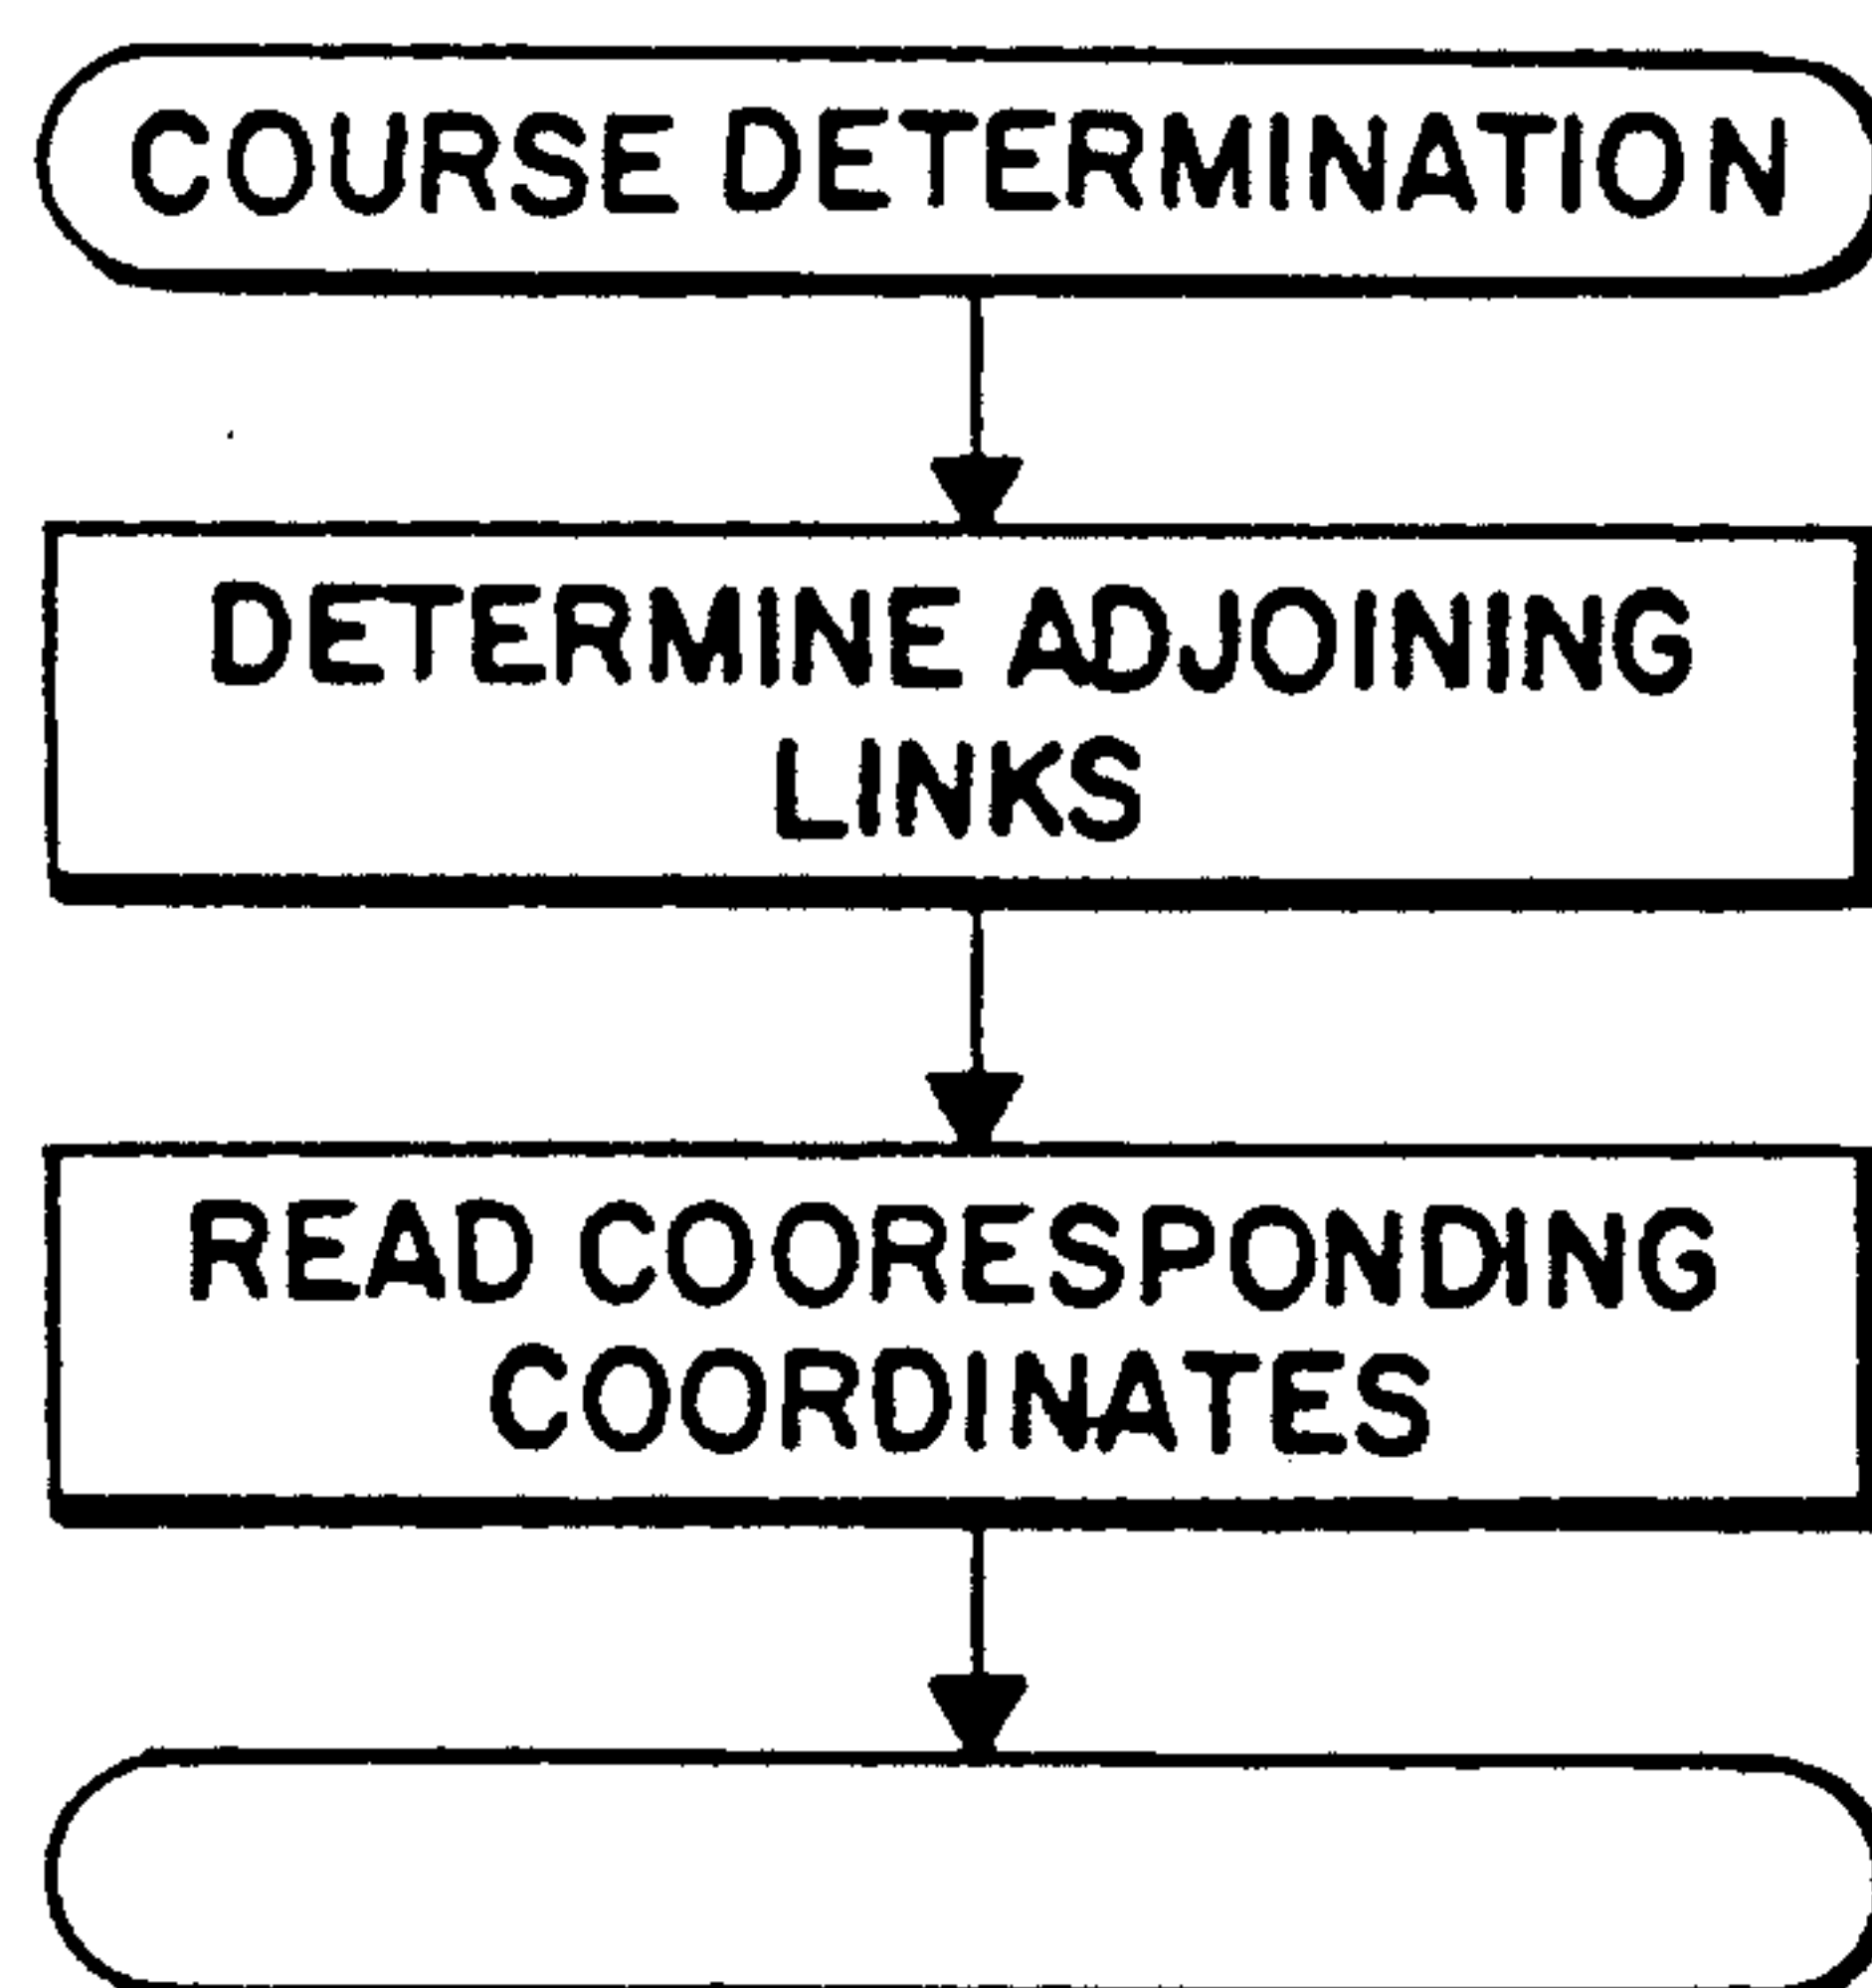 COURSE DETERMINATION
DETERMINE ADJOINING
LINKS
READ COORESPONDING
COORDINATES